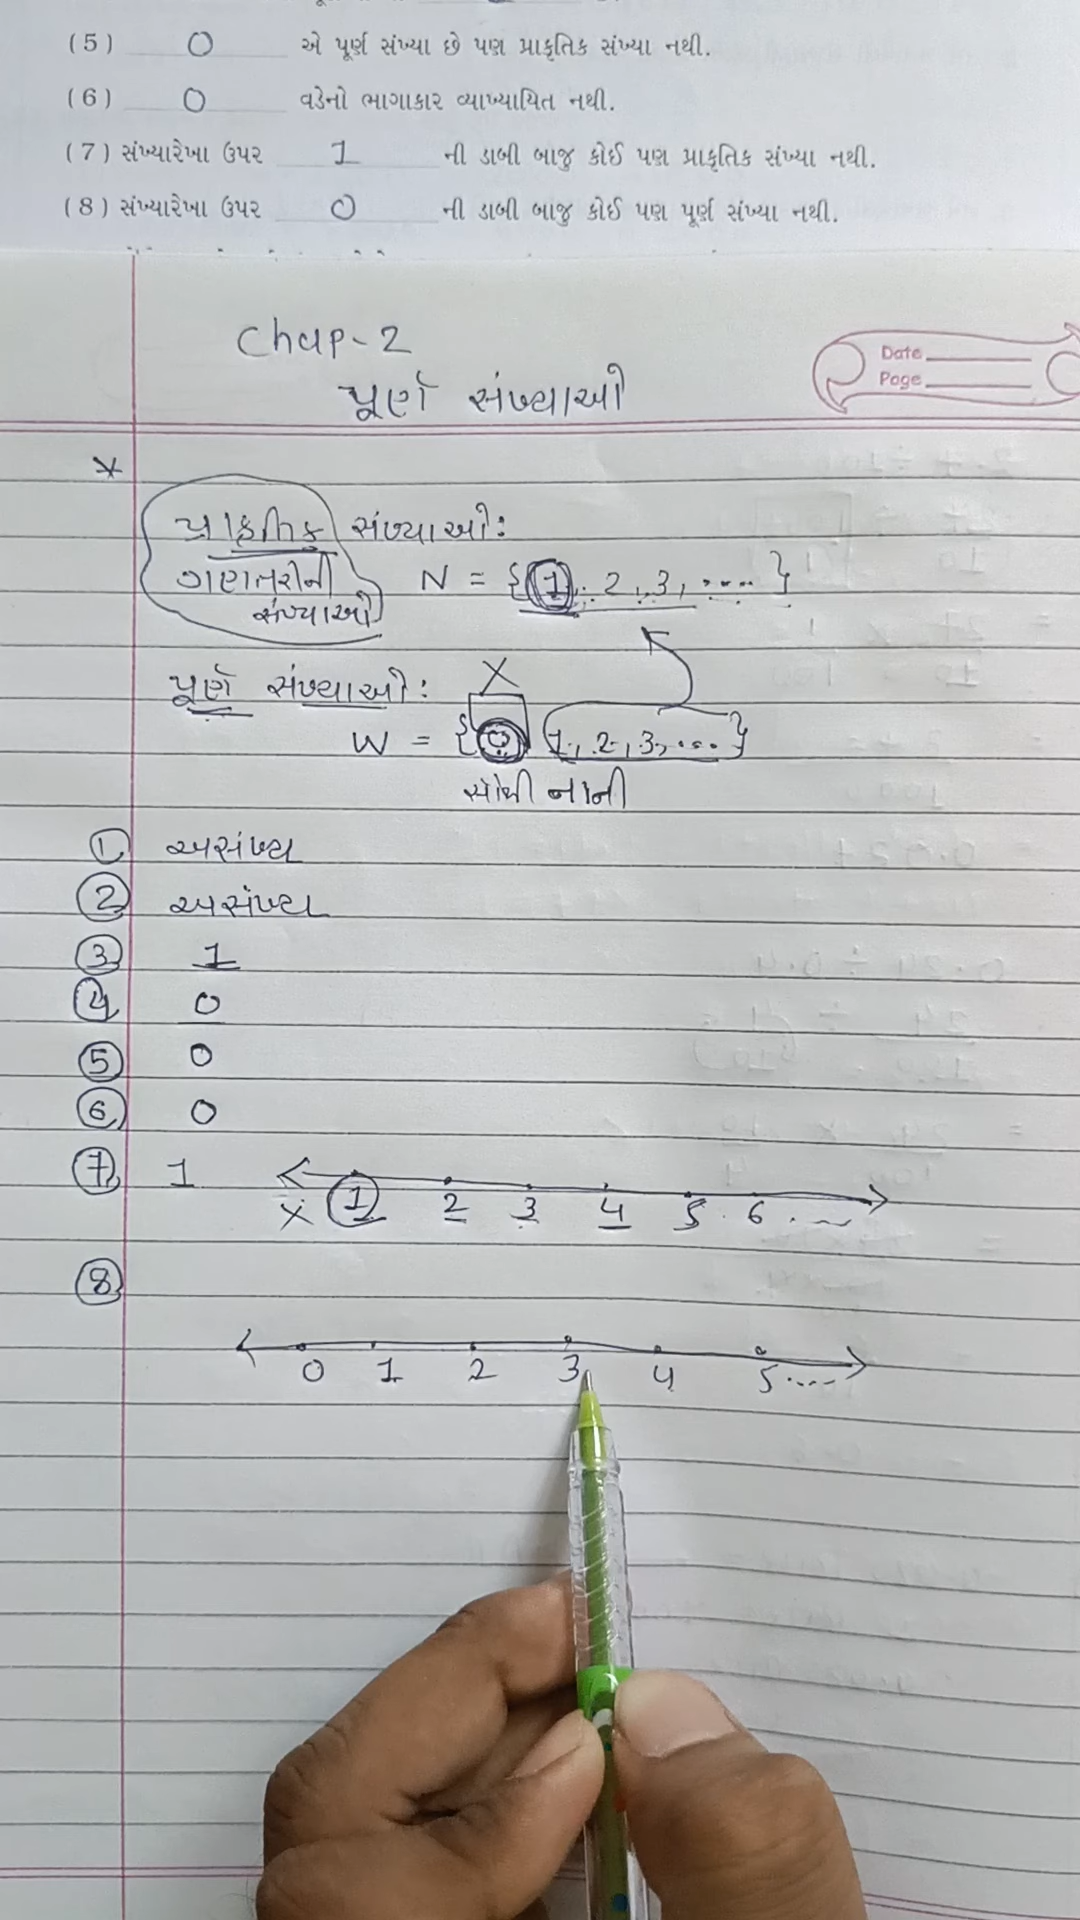 (5) 0 એ પૂર્ણ સંખ્યા છે પણ પ્રાકૃતિક સંખ્યા નથી.
(6) 0 વડેનો ભાગાકાર વ્યાખ્યાયિત નથી.
(7) સંખ્યારેખા ઉપર 1 ની ડાબી બાજુ કોઈ પણ પ્રાકૃતિક સંખ્યા નથી.
(8) સંખ્યારેખા ઉપર 0 ની ડાબી બાજુ કોઈ પણ પૂર્ણ સંખ્યા નથી.
Chap-2
પૂર્ણ સંખ્યાઓ
Date
Page
*
પ્રાકૃતિક સંખ્યાઓ:
ગણતરીની N = {1, 2, 3, .... }
સંખ્યાઓ
પૂર્ણ સંખ્યાઓ: X
W = {0, 1, 2, 3, .... }
સૌથી નાની
① અસંખ્ય
② અસંખ્ય
③ 1
④ 0
⑤ 0
⑥ 0
⑦ 1
X 1 2 3 4 5 6 ....
⑧
0 1 2 3 4 5 ....